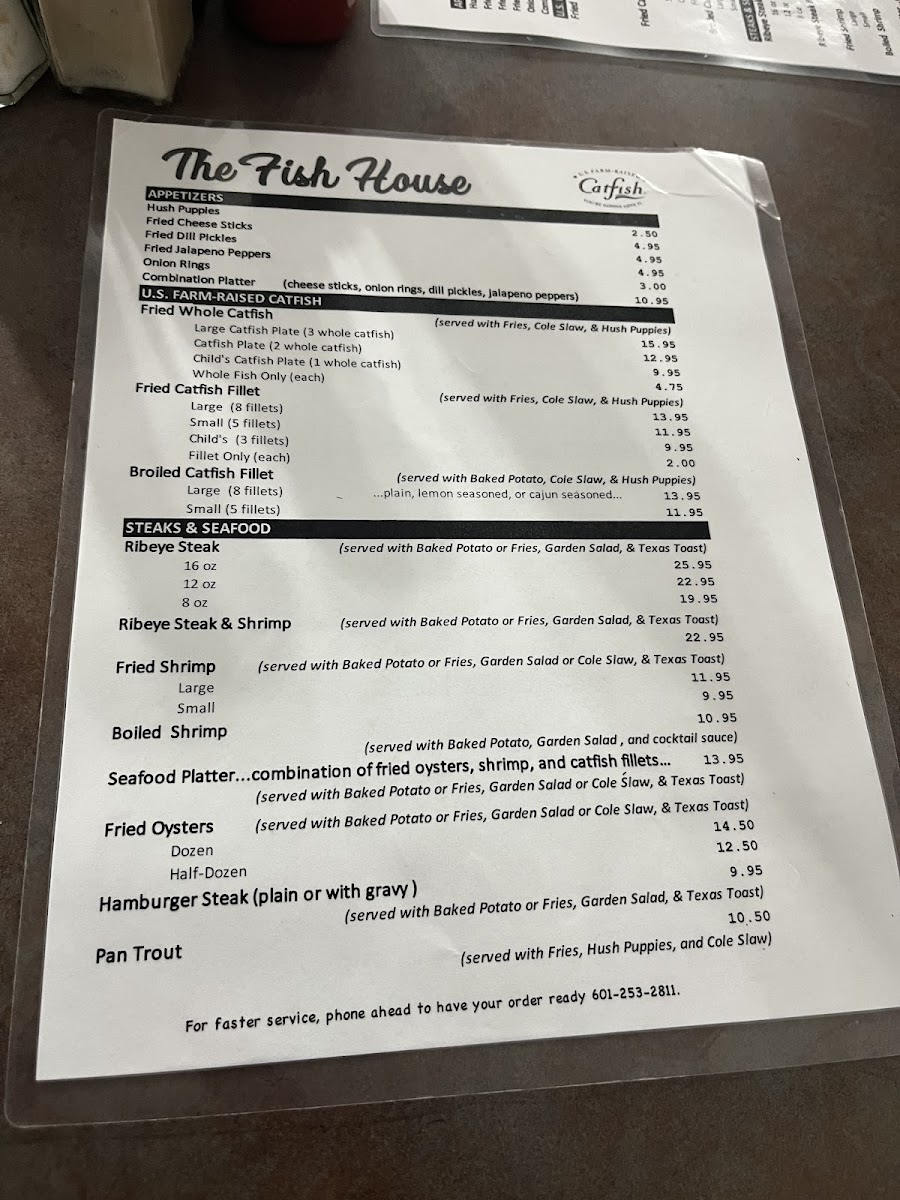 The Fish House
U.S. FARM-RAISED
Catfish
APPETIZERS
Hush Puppies 2.50
Fried Cheese Sticks 4.95
Fried Dill Pickles 4.95
Fried Jalapeno Peppers 4.95
Onion Rings 3.00
Combination Platter (cheese sticks, onion rings, dill pickles, jalapeno peppers) 10.95
U.S. FARM-RAISED CATFISH
Fried Whole Catfish (served with Fries, Cole Slaw, & Hush Puppies)
Large Catfish Plate (3 whole catfish) 15.95
Catfish Plate (2 whole catfish) 12.95
Child's Catfish Plate (1 whole catfish) 9.95
Whole Fish Only (each) 4.75
Fried Catfish Fillet (served with Fries, Cole Slaw, & Hush Puppies)
Large (8 fillets) 13.95
Small (5 fillets) 11.95
Child's (3 fillets) 9.95
Fillet Only (each) 2.00
Broiled Catfish Fillet (served with Baked Potato, Cole Slaw, & Hush Puppies)
Large (8 fillets) ...plain, lemon seasoned, or cajun seasoned... 13.95
Small (5 fillets) 11.95
STEAKS & SEAFOOD
Ribeye Steak (served with Baked Potato or Fries, Garden Salad, & Texas Toast)
16 oz 25.95
12 oz 22.95
8 oz 19.95
Ribeye Steak & Shrimp (served with Baked Potato or Fries, Garden Salad, & Texas Toast)
22.95
Fried Shrimp (served with Baked Potato or Fries, Garden Salad or Cole Slaw, & Texas Toast)
Large 11.95
Small 9.95
Boiled Shrimp 10.95
(served with Baked Potato, Garden Salad , and cocktail sauce)
Seafood Platter...combination of fried oysters, shrimp, and catfish fillets... 13.95
(served with Baked Potato or Fries, Garden Salad or Cole Slaw, & Texas Toast)
Fried Oysters (served with Baked Potato or Fries, Garden Salad or Cole Slaw, & Texas Toast)
Dozen 14.50
Half-Dozen 12.50
Hamburger Steak (plain or with gravy ) 9.95
(served with Baked Potato or Fries, Garden Salad, & Texas Toast)
Pan Trout 10.50
(served with Fries, Hush Puppies, and Cole Slaw)
For faster service, phone ahead to have your order ready 601-253-2811.